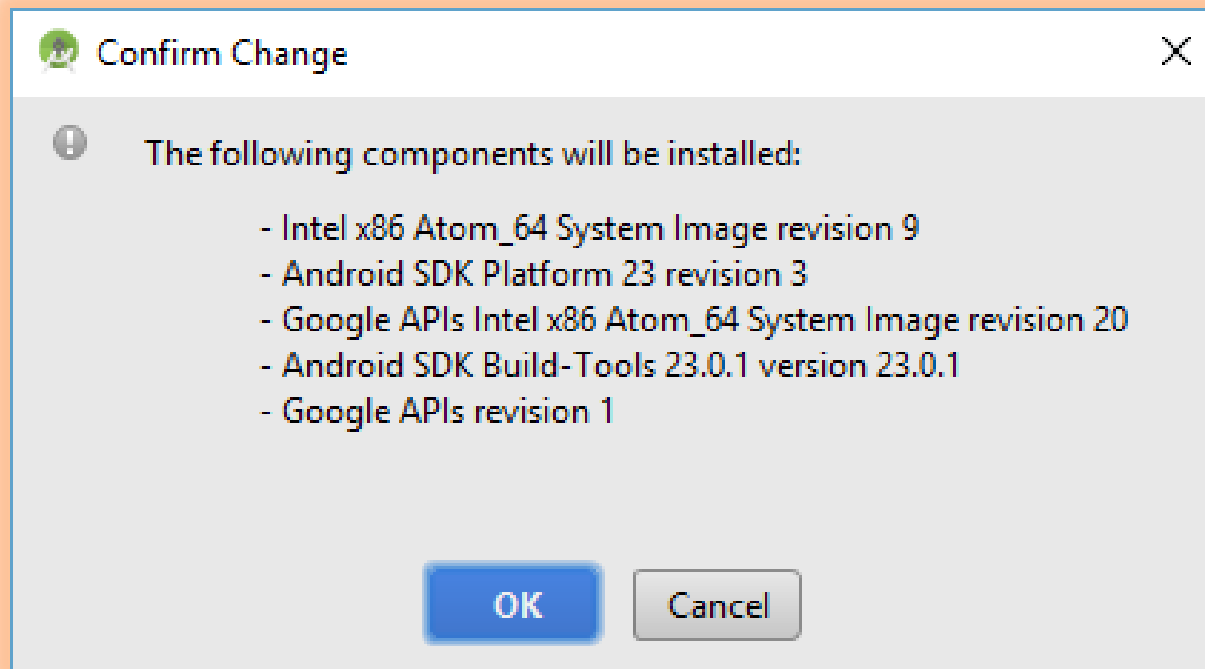 Confirm Change
The following components will be installed:
- Intel x86 Atom_64 System Image revision 9
- Android SDK Platform 23 revision 3
- Google APIs Intel x86 Atom_64 System Image revision 20
- Android SDK Build-Tools 23.0.1 version 23.0.1
- Google APIs revision 1
OK Cancel